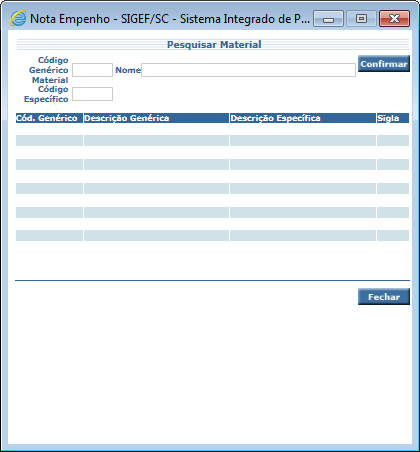 Nota Empenho - SIGEF/SC - Sistema Integrado de P...
Pesquisar Material
Código
Genérico
Material
Nome
Confirmar
Código
Específico
Cód. Genérico Descrição Genérica Descrição Específica Sigla
Fechar